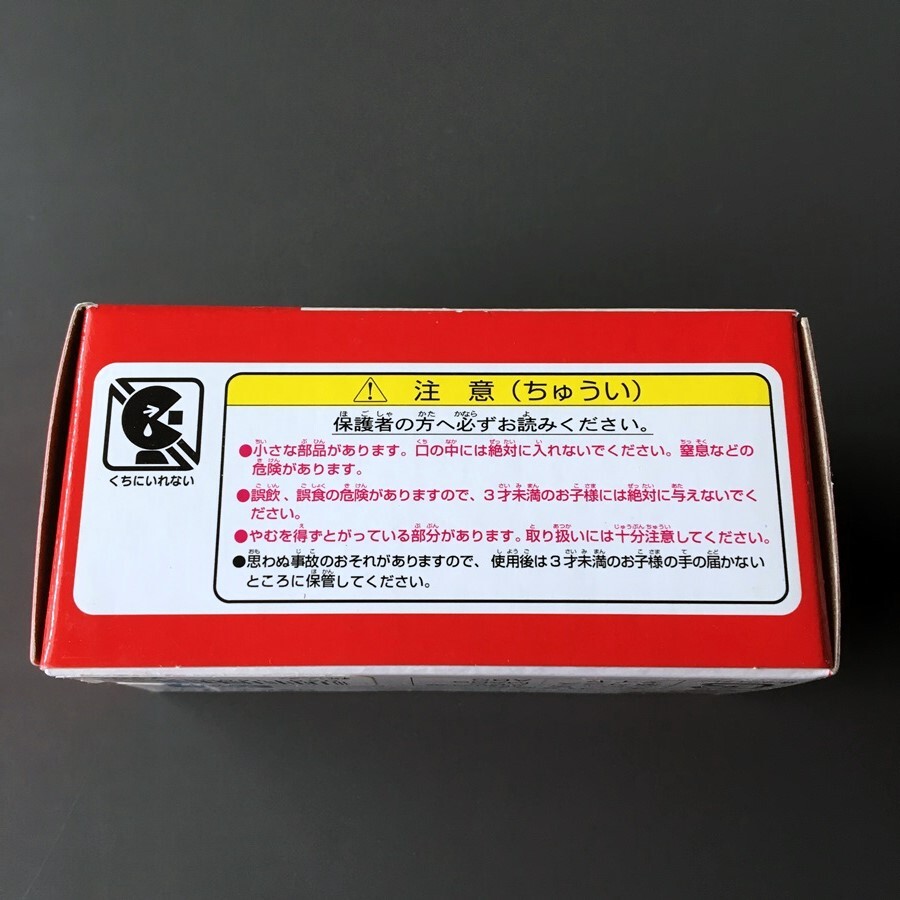 ⚠ 注 意（ちゅうい）
保護者の方へ必ずお読みください。
●小さな部品があります。口の中には絶対に入れないでください。窒息などの
危険があります。
●誤飲、誤食の危険がありますので、3才未満のお子様には絶対に与えないでく
ださい。
●やむを得ずとがっている部分があります。取り扱いには十分注意してください。
●思わぬ事故のおそれがありますので、使用後は3才未満のお子様の手の届かない
ところに保管してください。
くちにいれない